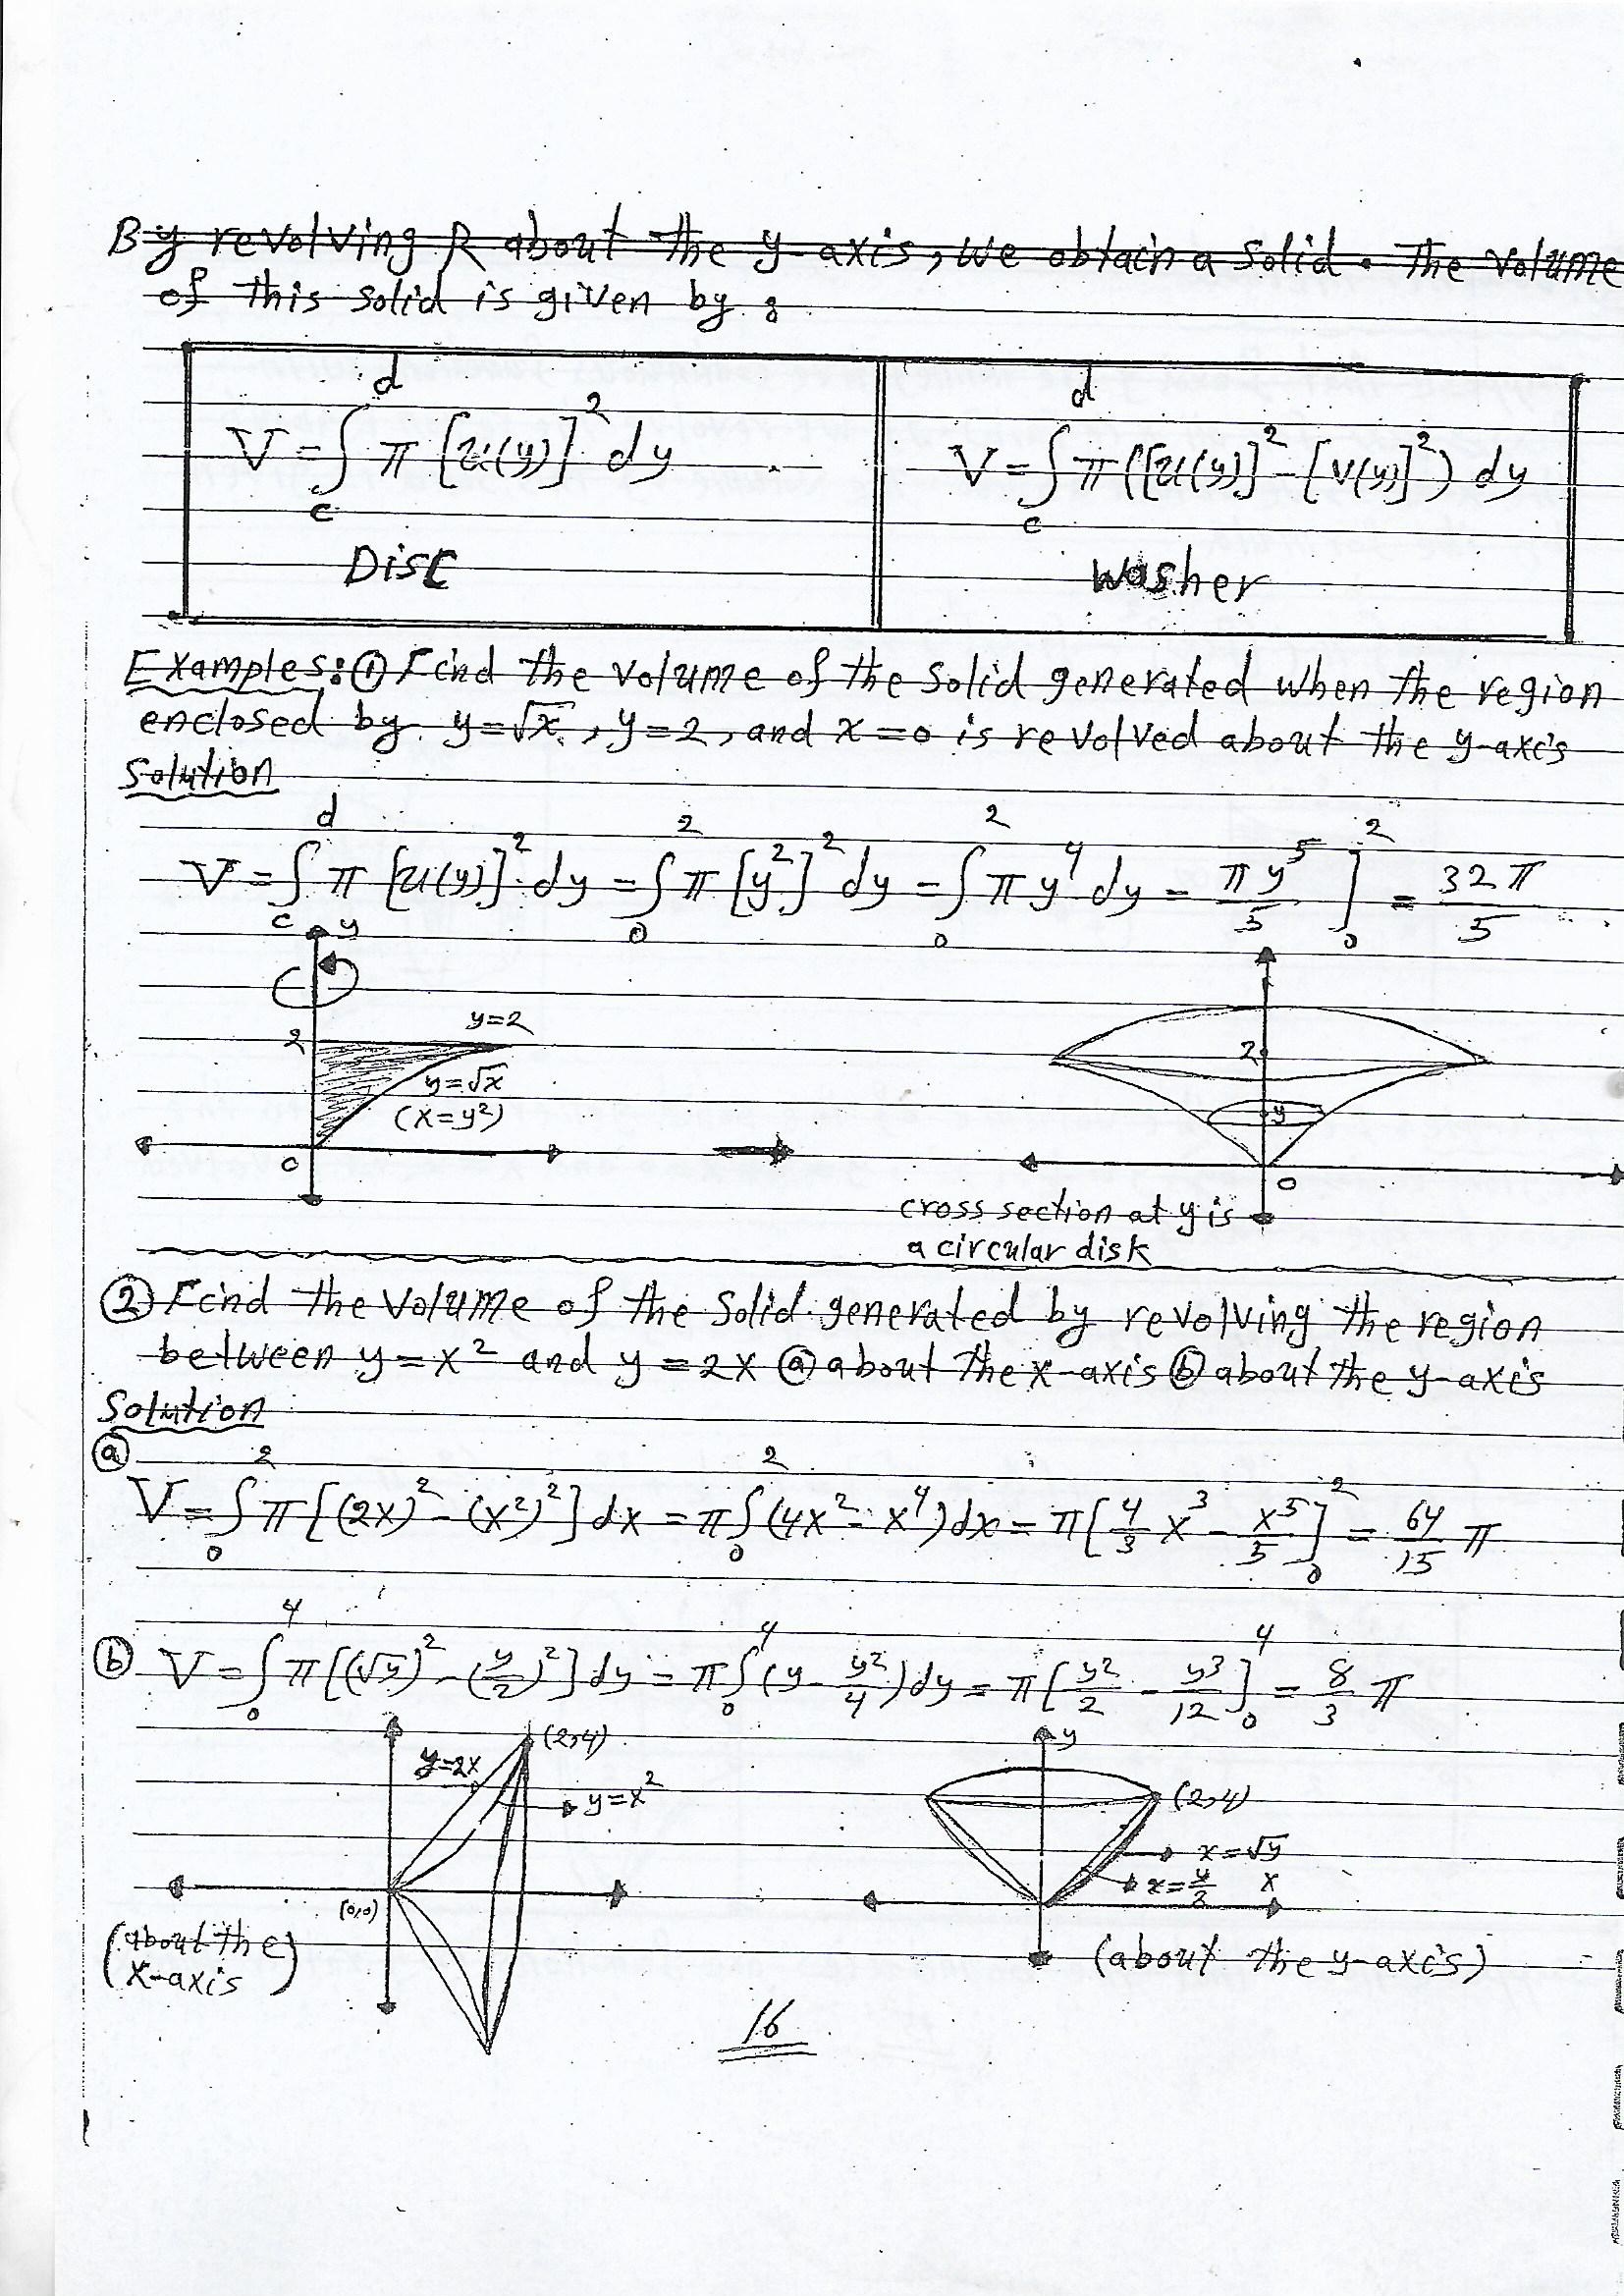 By revolving R about the y-axis, we obtain a solid. The volume
of this solid is given by :
V = ∫_c^d π [u(y)]² dy
Disc
V = ∫_c^d π ([u(y)]² - [v(y)]²) dy
Washer
Examples: ① Find the volume of the solid generated when the region
enclosed by y = √x, y = 2, and x = 0 is revolved about the y-axis
Solution
V = ∫_c^d π [u(y)]² dy = ∫_0^2 π [y²]² dy = ∫_0^2 π y⁴ dy = π y⁵/5 ]_0^2 = 32π/5 .
y
y=2
2
y=√x
(x=y²)
0
2
y
0
cross section at y is
a circular disk
② Find the volume of the solid generated by revolving the region
between y = x² and y = 2x ⓐ about the x-axis ⓑ about the y-axis
Solution
ⓐ
V = ∫_0^2 π [(2x)² - (x²)²] dx = π ∫_0^2 (4x² - x⁴) dx = π [4/3 x³ - x⁵/5]_0^2 = 64/15 π
ⓑ V = ∫_0^4 π [(√y)² - (y/2)²] dy = π ∫_0^4 (y - y²/4) dy = π [y²/2 - y³/12]_0^4 = 8/3 π
(2,4)
y=2x
y=x²
(0,0)
(about the
x-axis)
y
(2,4)
x=√y
x=y/2
x
(about the y-axis)
16